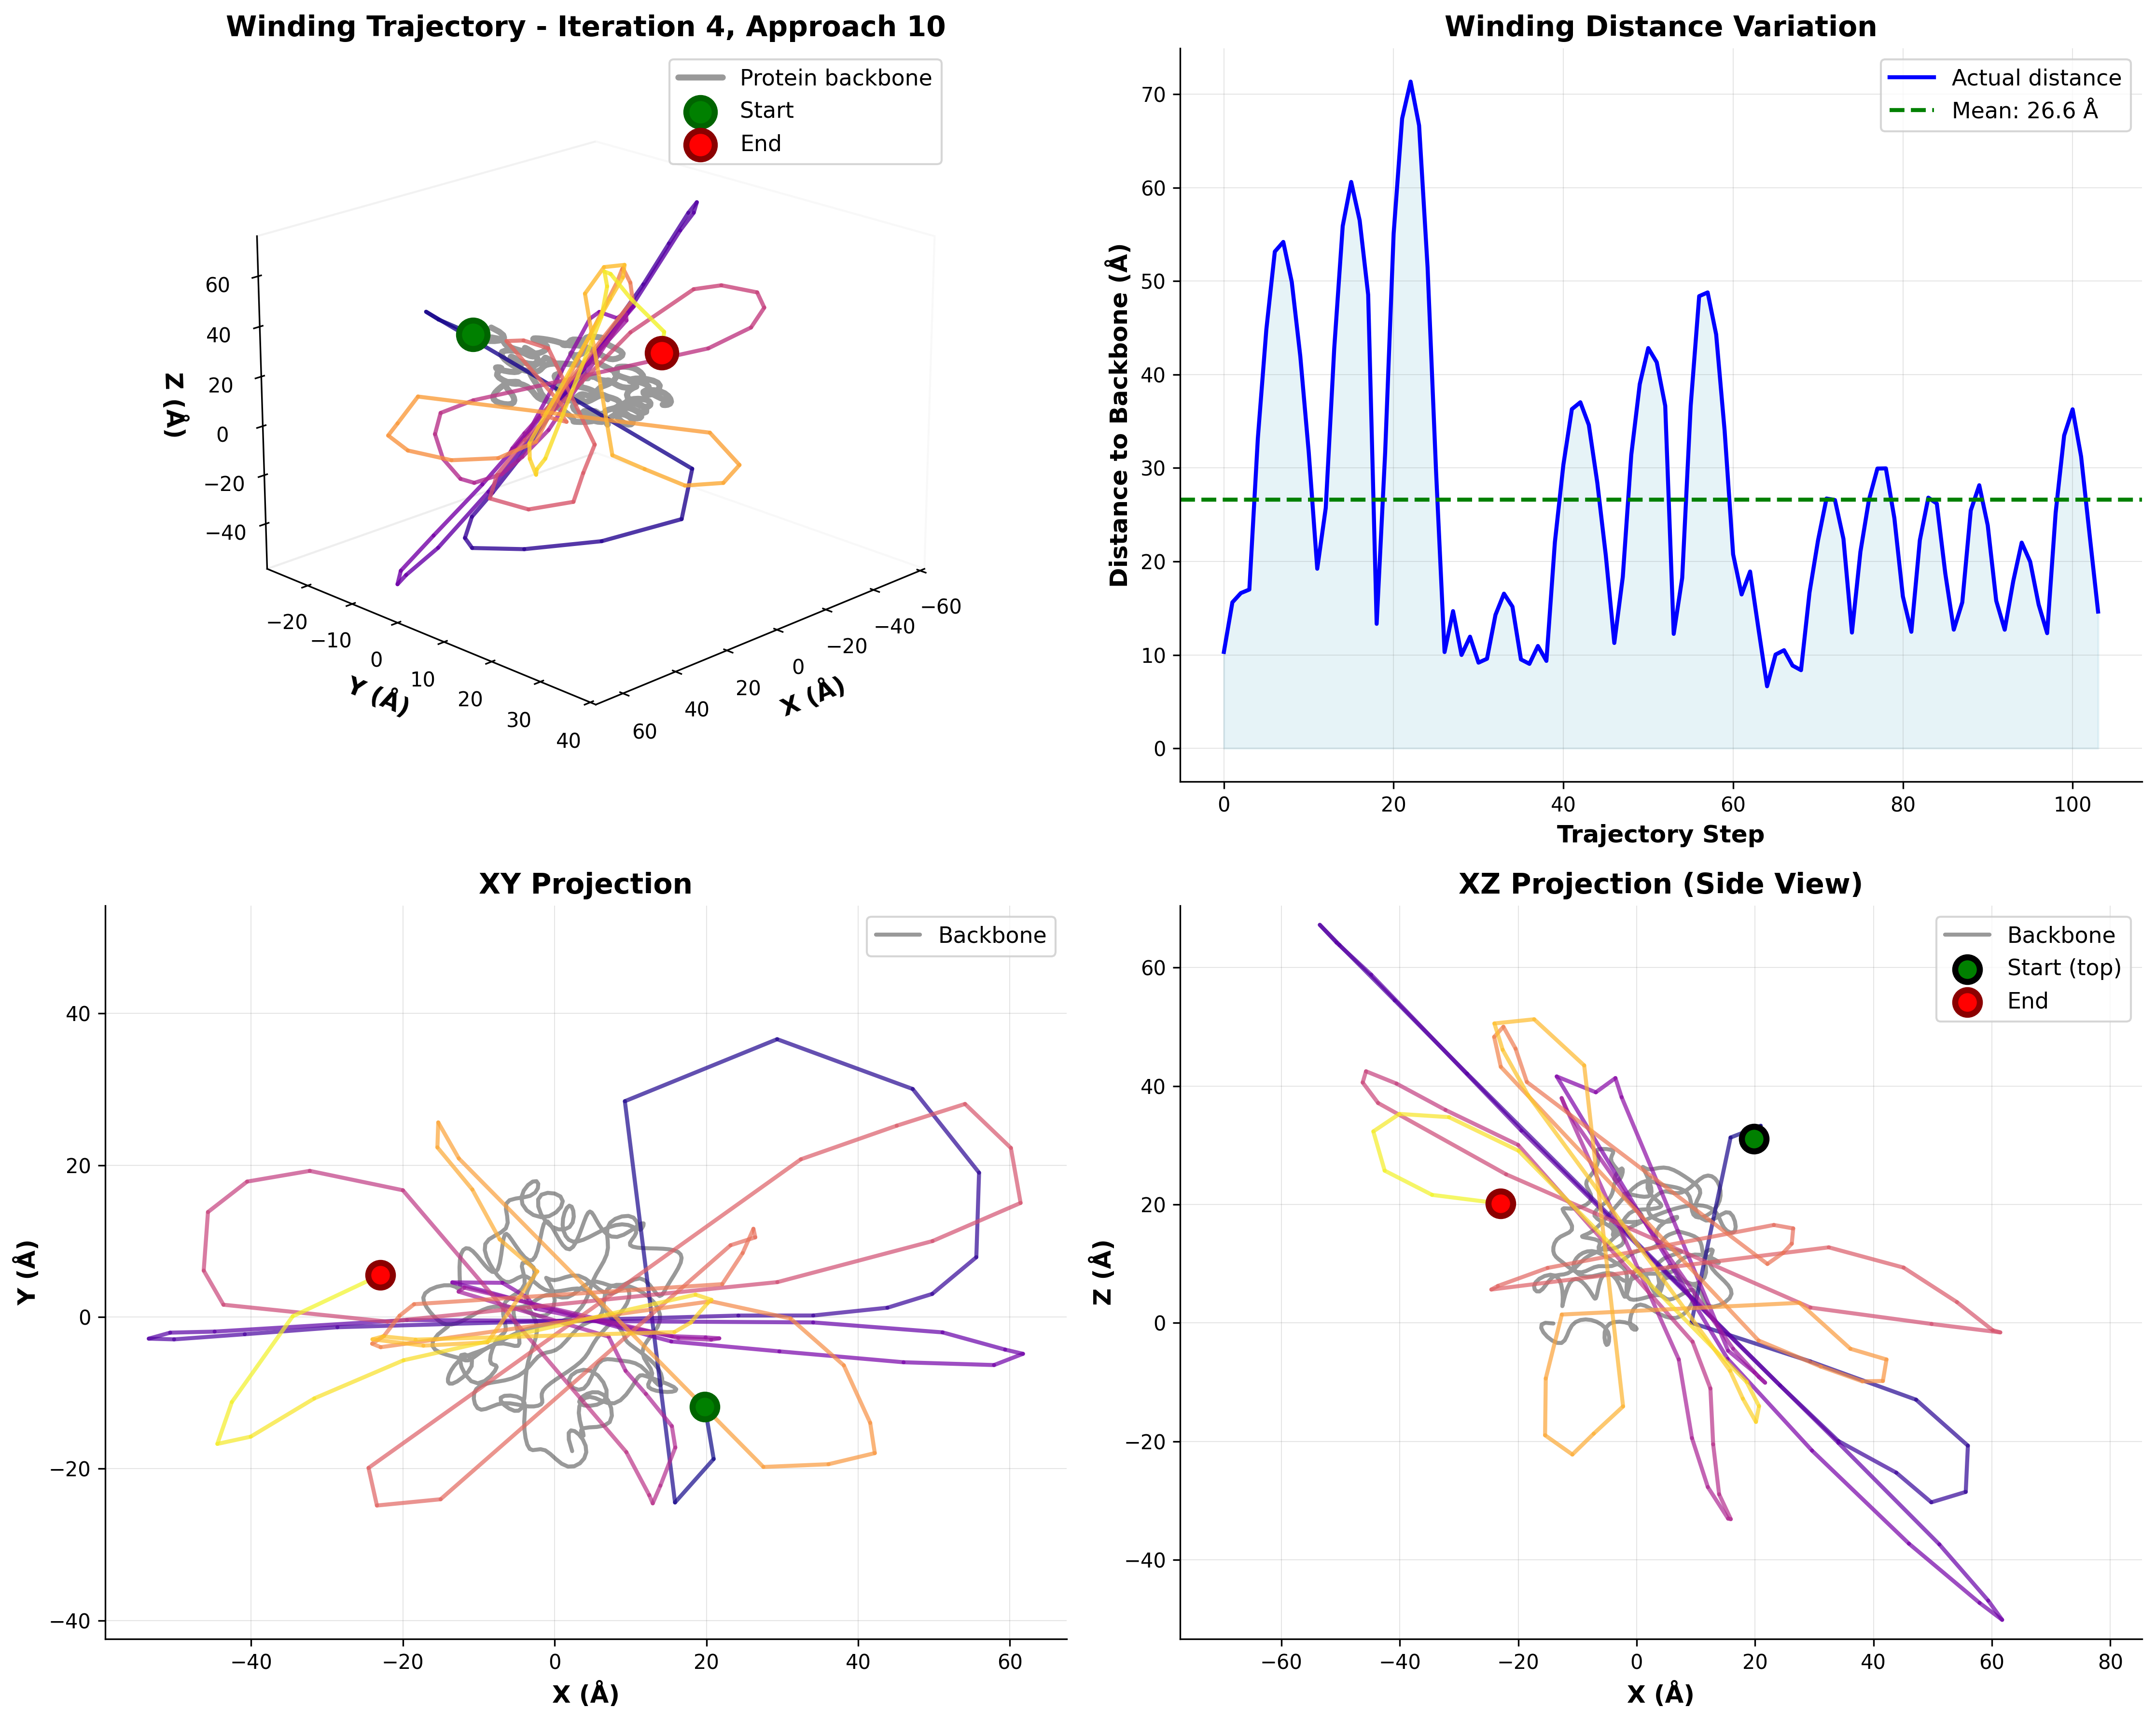 Winding Trajectory - Iteration 4, Approach 10
Protein backbone
Start
End
60
40
20
0
−20
−40
Z (Å)
−20
−10
0
10
20
30
40
Y (Å)
60
40
20
0
−20
−40
−60
X (Å)
Winding Distance Variation
Actual distance
Mean: 26.6 Å
70
60
50
40
30
20
10
0
Distance to Backbone (Å)
0
20
40
60
80
100
Trajectory Step
XY Projection
Backbone
40
20
0
−20
−40
Y (Å)
−40
−20
0
20
40
60
X (Å)
XZ Projection (Side View)
Backbone
Start (top)
End
60
40
20
0
−20
−40
Z (Å)
−60
−40
−20
0
20
40
60
80
X (Å)